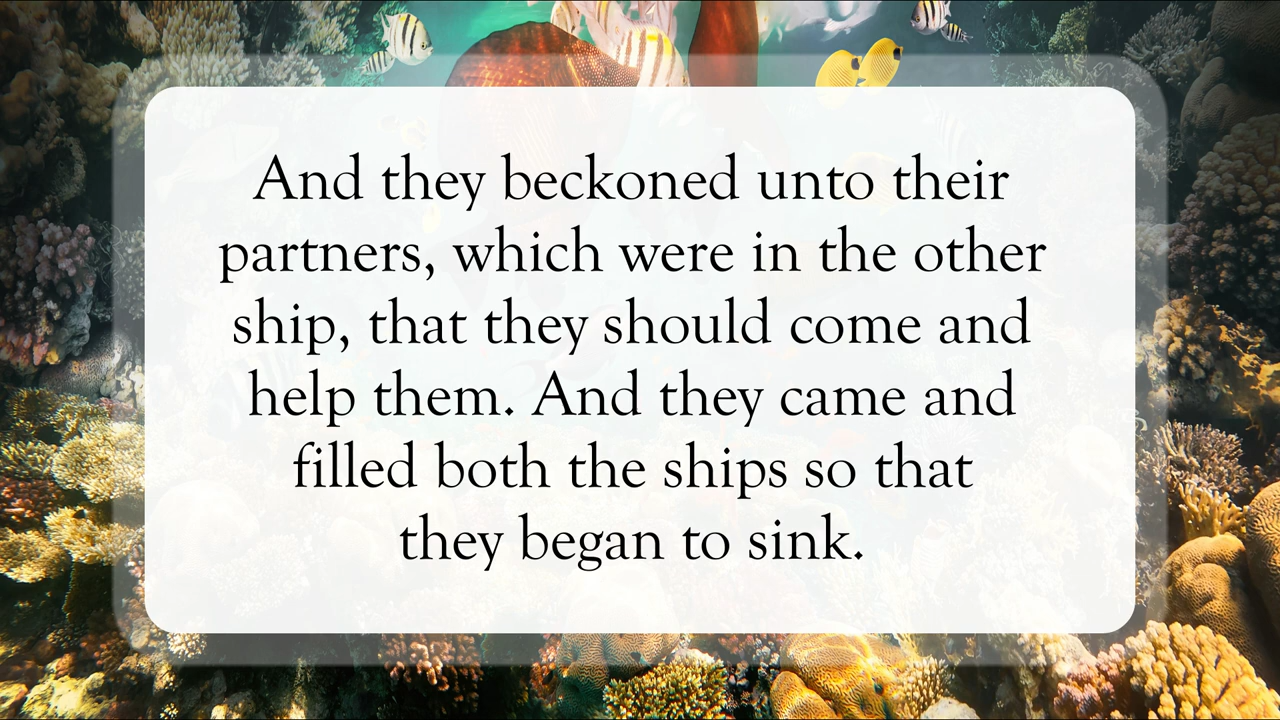 And they beckoned unto their
partners, which were in the other
ship, that they should come and
help them. And they came and
filled both the ships so that
they began to sink.